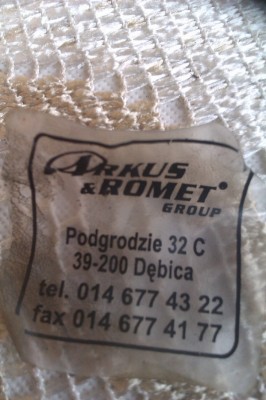 ARKUS
& ROMET®
GROUP
Podgrodzie 32 C
39-200 Dębica
tel. 014 677 43 22
fax 014 677 41 77